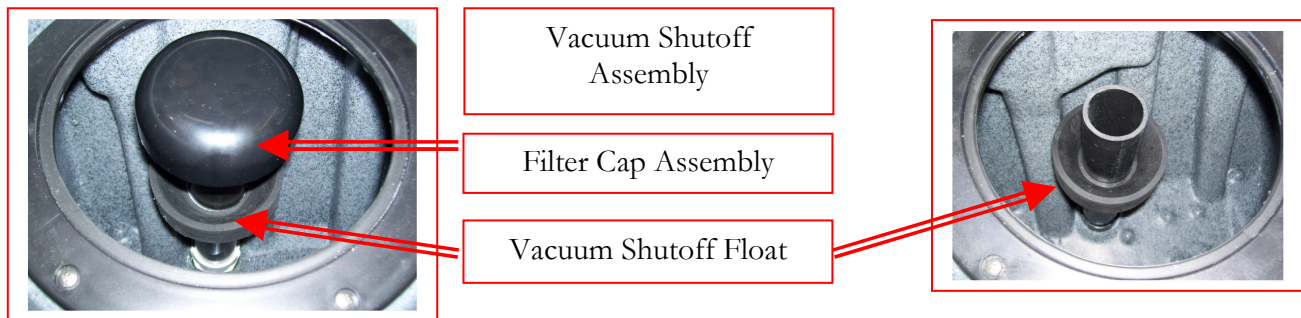 Vacuum Shutoff
Assembly
Filter Cap Assembly
Vacuum Shutoff Float